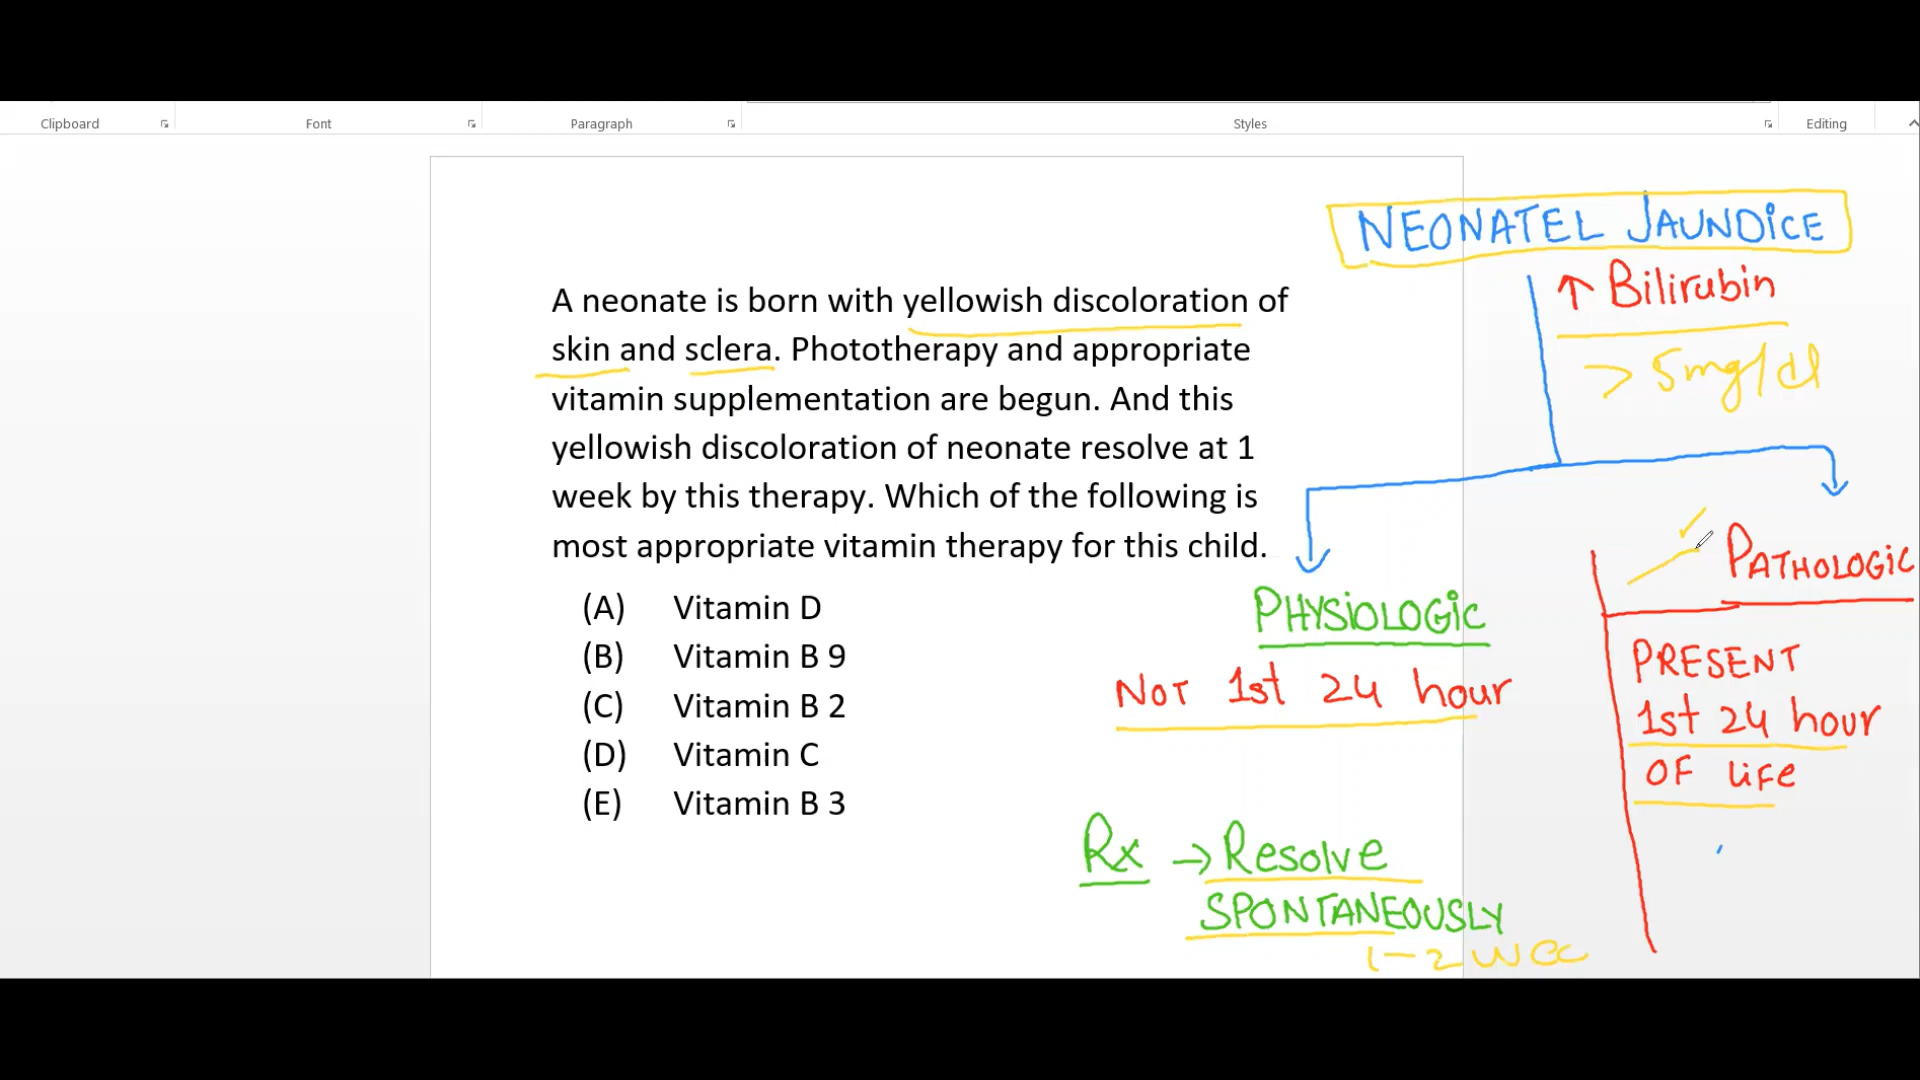 Clipboard
Font
Paragraph
Styles
Editing
A neonate is born with yellowish discoloration of
skin and sclera. Phototherapy and appropriate
vitamin supplementation are begun. And this
yellowish discoloration of neonate resolve at 1
week by this therapy. Which of the following is
most appropriate vitamin therapy for this child.
(A) Vitamin D
(B) Vitamin B 9
(C) Vitamin B 2
(D) Vitamin C
(E) Vitamin B 3
NEONATEL JAUNDiCE
↑ Bilirubin
> 5mg/dl
PHYSiOLOGiC
NOT 1st 24 hour
Rx → Resolve
SPONTANEOUSLY
1-2
PATHOLOGiC
PRESENT
1st 24 hour
OF LiFe